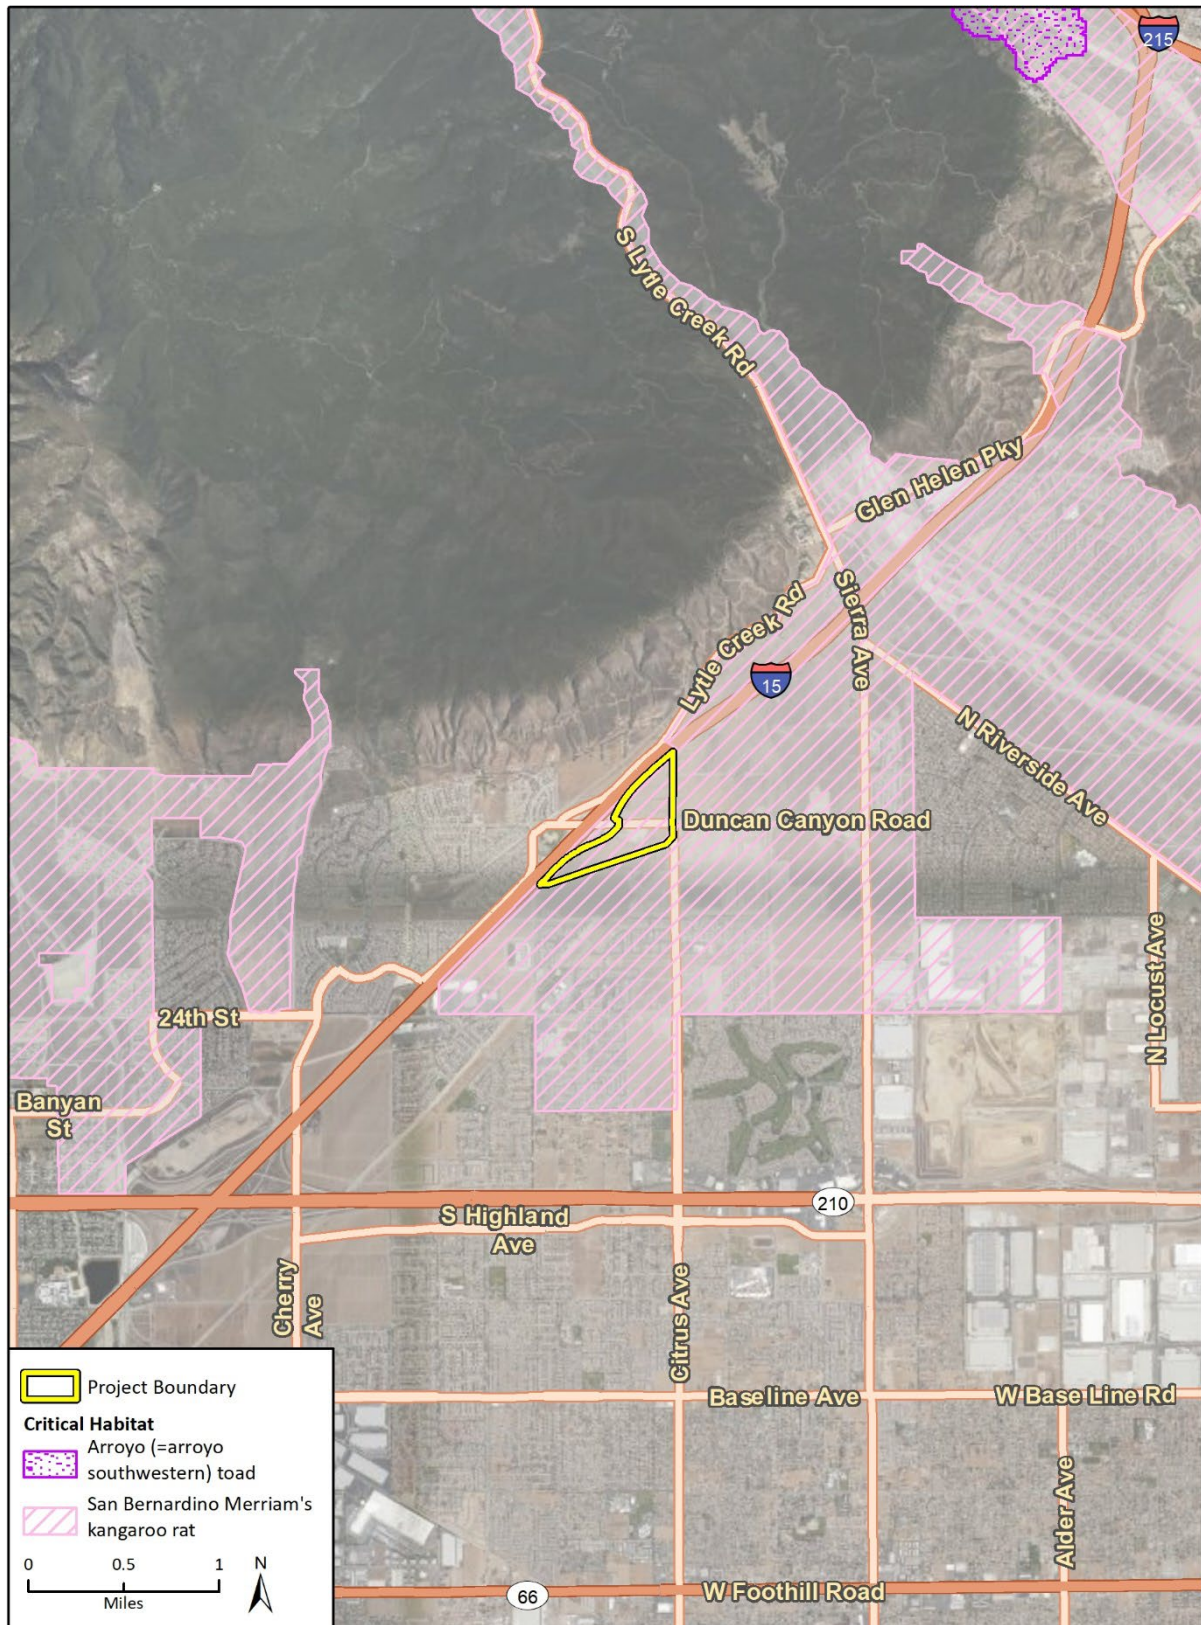 215
S Lytle Creek Rd
Glen Helen Pky
Lytle Creek Rd
Sierra Ave
15
N Riverside Ave
Duncan Canyon Road
N Locust Ave
24th St
Banyan
St
210
S Highland
Ave
Cherry
Ave
Citrus Ave
Baseline Ave
W Base Line Rd
Alder Ave
66
W Foothill Road
Project Boundary
Critical Habitat
Arroyo (=arroyo
southwestern) toad
San Bernardino Merriam's
kangaroo rat
0 0.5 1
Miles
N